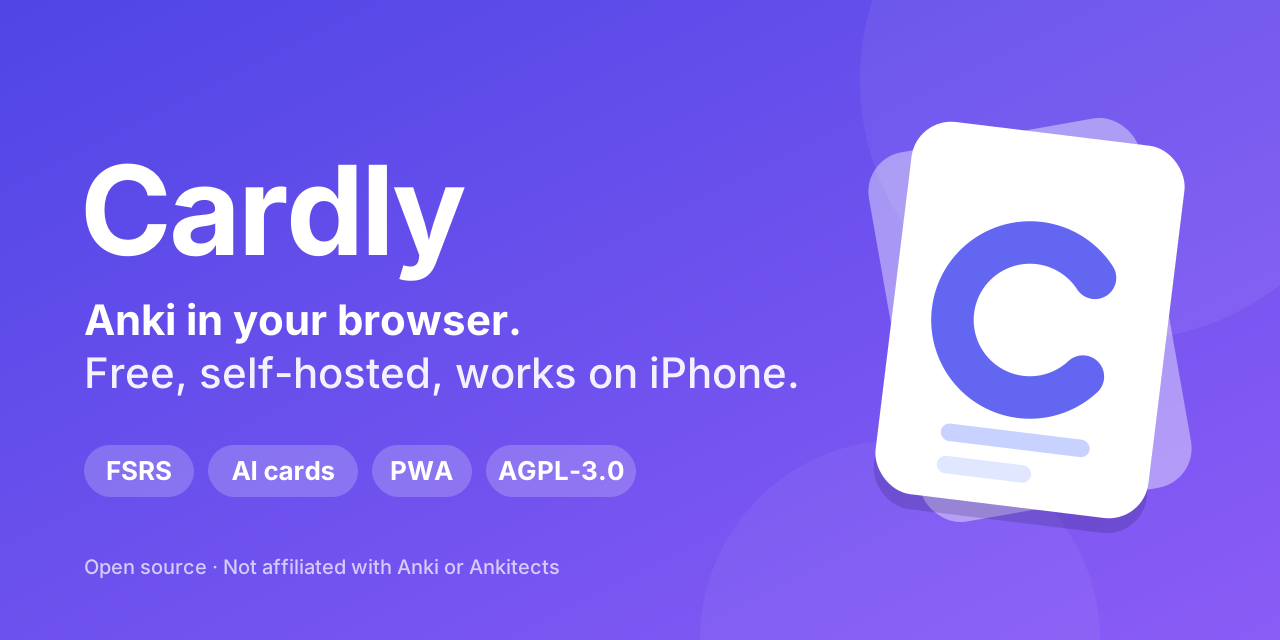 Cardly
Anki in your browser.
Free, self-hosted, works on iPhone.
FSRS AI cards PWA AGPL-3.0
Open source · Not affiliated with Anki or Ankitects
C